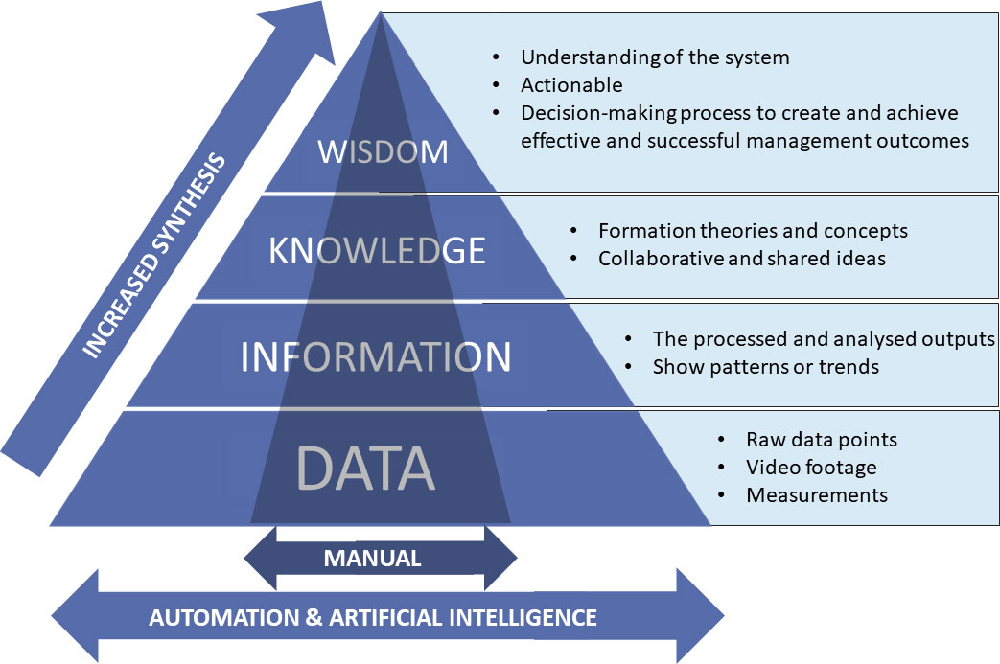 INCREASED SYNTHESIS
WISDOM
• Understanding of the system
• Actionable
• Decision-making process to create and achieve
effective and successful management outcomes
KNOWLEDGE
• Formation theories and concepts
• Collaborative and shared ideas
INFORMATION
• The processed and analysed outputs
• Show patterns or trends
DATA
• Raw data points
• Video footage
• Measurements
MANUAL
AUTOMATION & ARTIFICIAL INTELLIGENCE